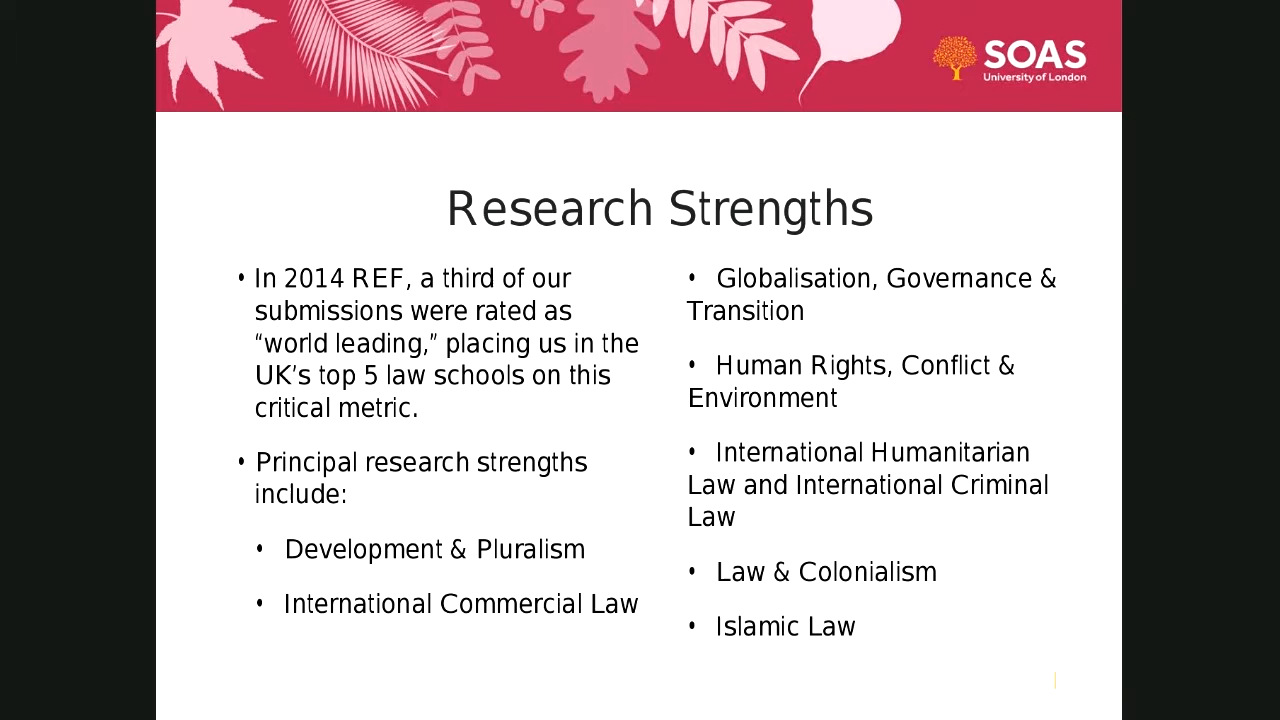 SOAS
University of London
Research Strengths
• In 2014 REF, a third of our
submissions were rated as
“world leading,” placing us in the
UK’s top 5 law schools on this
critical metric.
• Principal research strengths
include:
• Development & Pluralism
• International Commercial Law
• Globalisation, Governance &
Transition
• Human Rights, Conflict &
Environment
• International Humanitarian
Law and International Criminal
Law
• Law & Colonialism
• Islamic Law